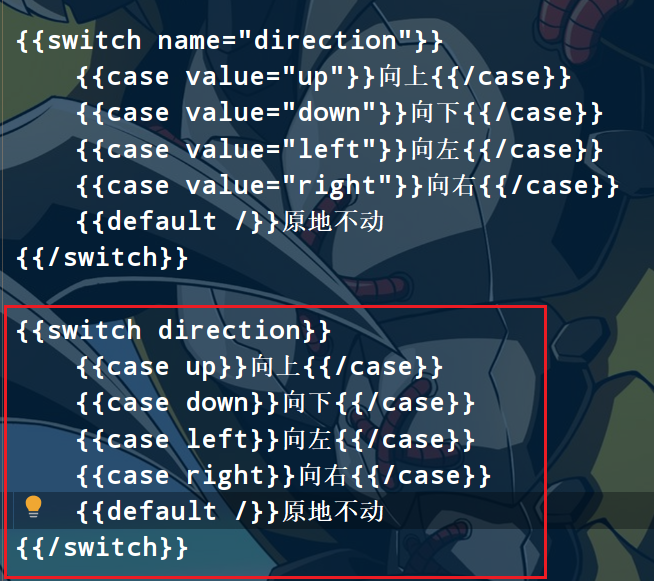 {{switch name="direction"}}
{{case value="up"}}向上{{/case}}
{{case value="down"}}向下{{/case}}
{{case value="left"}}向左{{/case}}
{{case value="right"}}向右{{/case}}
{{default /}}原地不动
{{/switch}}
{{switch direction}}
{{case up}}向上{{/case}}
{{case down}}向下{{/case}}
{{case left}}向左{{/case}}
{{case right}}向右{{/case}}
{{default /}}原地不动
{{/switch}}